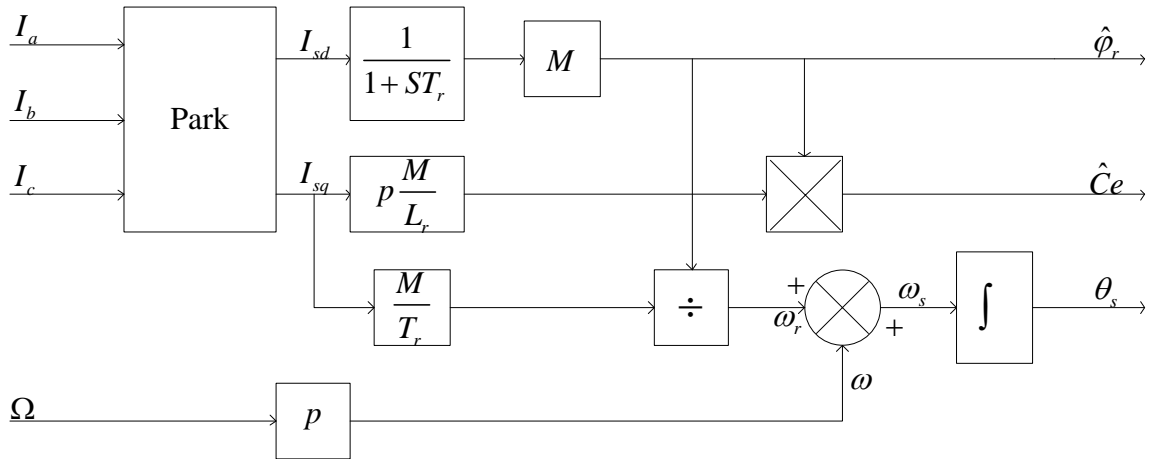 I_a
I_b
I_c
Park
I_sd
1
1 + ST_r
M
φ̂_r
I_sq
p M
L_r
Ĉe
M
T_r
÷
+
ω_r
ω_s
+
∫
θ_s
ω
Ω
p